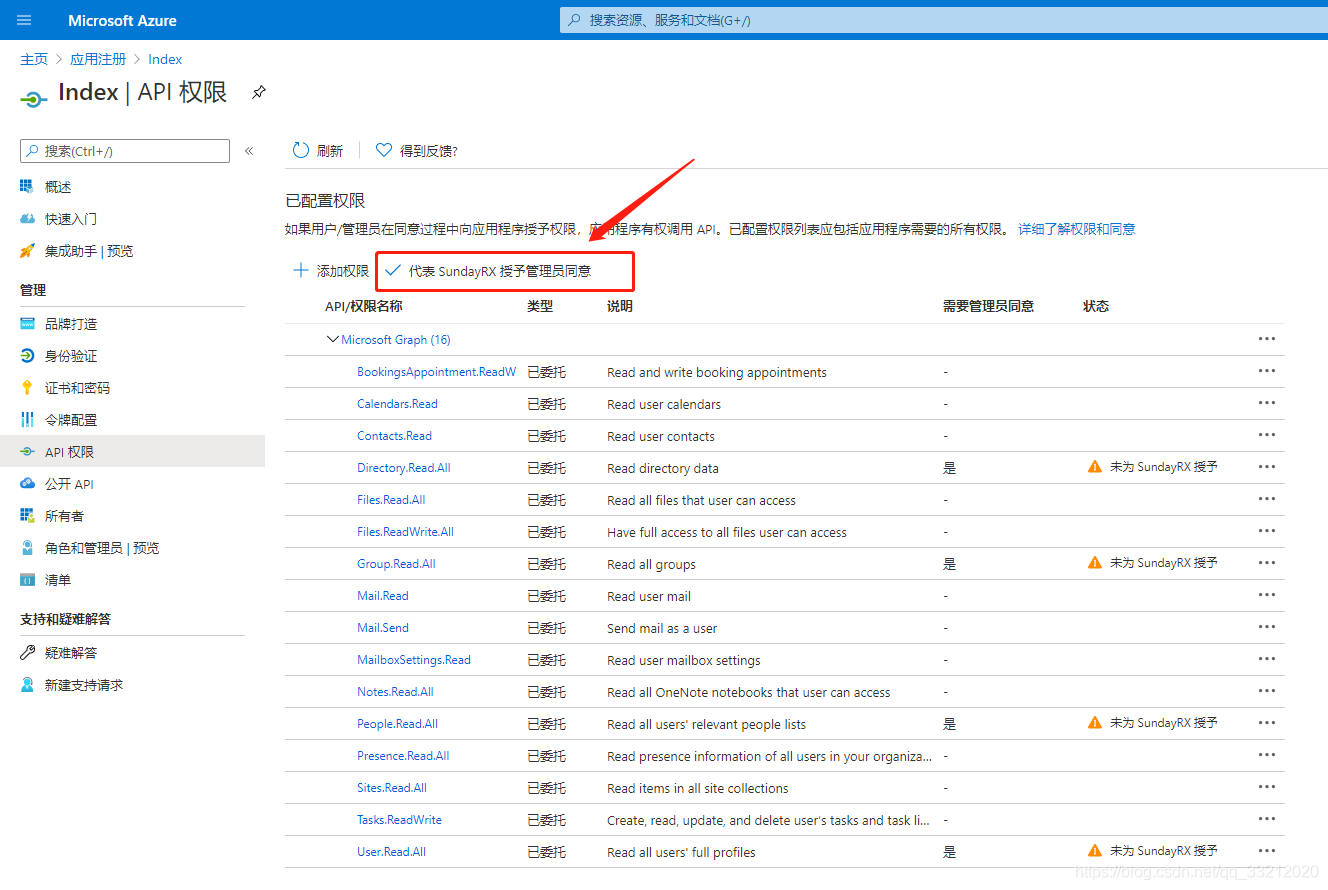 Microsoft Azure
搜索资源、服务和文档(G+/)
主页 > 应用注册 > Index
Index | API 权限
搜索(Ctrl+/)
«
概述
快速入门
集成助手 | 预览
管理
品牌打造
身份验证
证书和密码
令牌配置
API 权限
公开 API
所有者
角色和管理员 | 预览
清单
支持和疑难解答
疑难解答
新建支持请求
刷新
得到反馈?
已配置权限
如果用户/管理员在同意过程中向应用程序授予权限，应用程序有权调用 API。已配置权限列表应包括应用程序需要的所有权限。 详细了解权限和同意
添加权限 代表 SundayRX 授予管理员同意
API/权限名称 类型 说明 需要管理员同意 状态
Microsoft Graph (16)
BookingsAppointment.ReadW 已委托 Read and write booking appointments -
Calendars.Read 已委托 Read user calendars -
Contacts.Read 已委托 Read user contacts -
Directory.Read.All 已委托 Read directory data 是 未为 SundayRX 授予
Files.Read.All 已委托 Read all files that user can access -
Files.ReadWrite.All 已委托 Have full access to all files user can access -
Group.Read.All 已委托 Read all groups 是 未为 SundayRX 授予
Mail.Read 已委托 Read user mail -
Mail.Send 已委托 Send mail as a user -
MailboxSettings.Read 已委托 Read user mailbox settings -
Notes.Read.All 已委托 Read all OneNote notebooks that user can access -
People.Read.All 已委托 Read all users' relevant people lists 是 未为 SundayRX 授予
Presence.Read.All 已委托 Read presence information of all users in your organiza... -
Sites.Read.All 已委托 Read items in all site collections -
Tasks.ReadWrite 已委托 Create, read, update, and delete user's tasks and task li... -
User.Read.All 已委托 Read all users' full profiles 是 未为 SundayRX 授予
https://blog.csdn.net/qq_33212020